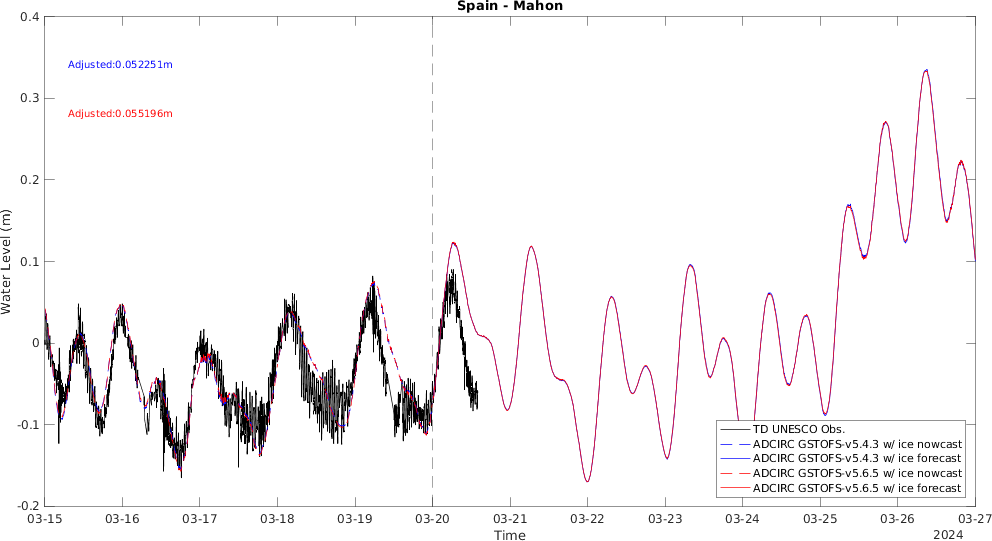 Spain - Mahon
Adjusted:0.052251m
Adjusted:0.055196m
Water Level (m)
0.4
0.3
0.2
0.1
0
-0.1
-0.2
TD UNESCO Obs.
ADCIRC GSTOFS-v5.4.3 w/ ice nowcast
ADCIRC GSTOFS-v5.4.3 w/ ice forecast
ADCIRC GSTOFS-v5.6.5 w/ ice nowcast
ADCIRC GSTOFS-v5.6.5 w/ ice forecast
03-15 03-16 03-17 03-18 03-19 03-20 03-21 03-22 03-23 03-24 03-25 03-26 03-27
Time
2024